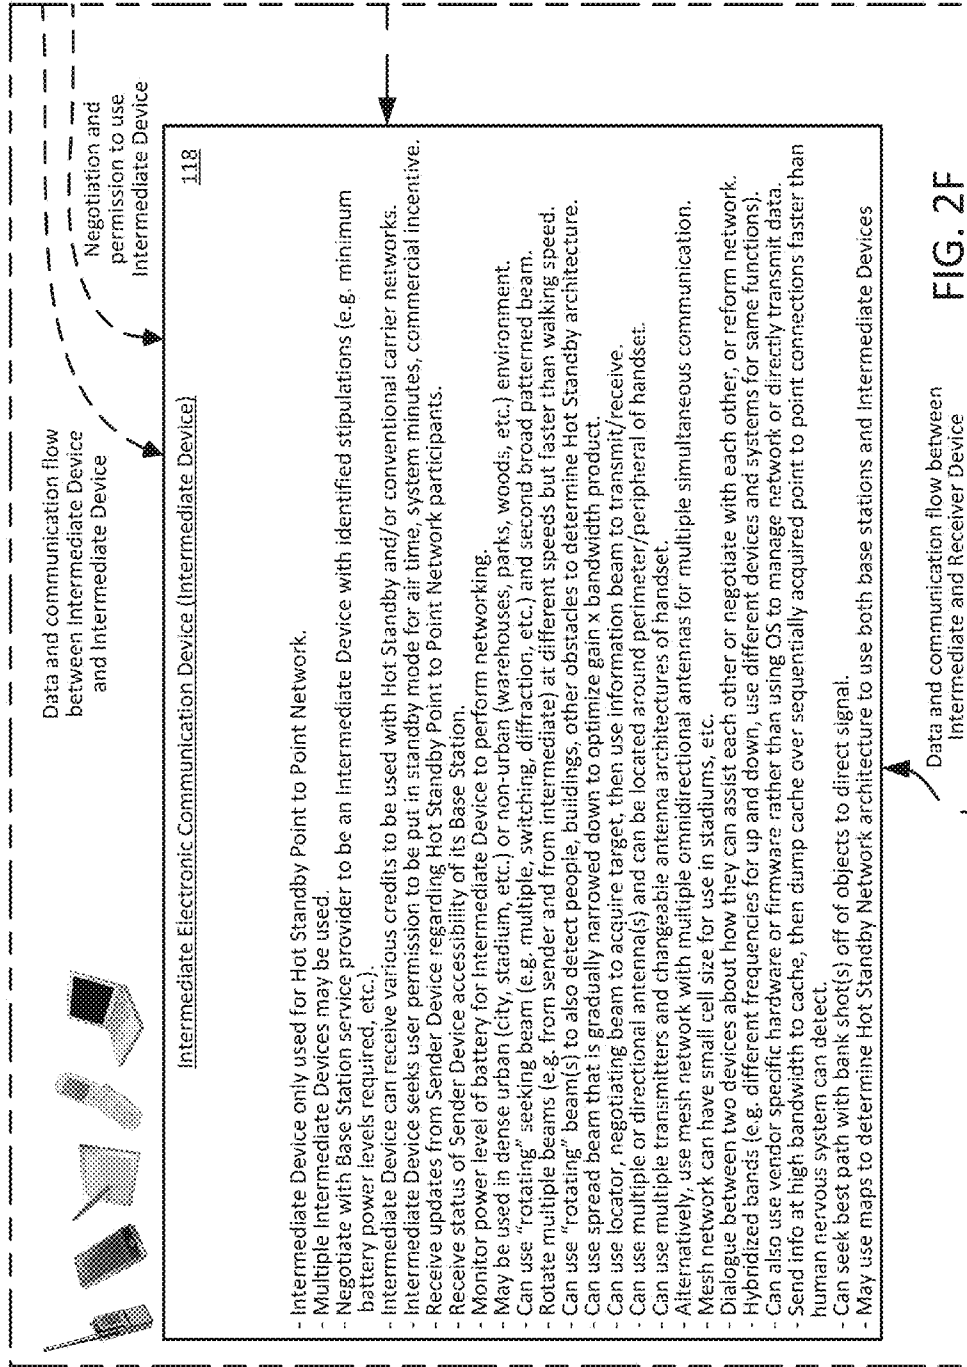 Data and communication flow
between Intermediate Device
and Intermediate Device
Negotiation and
permission to use
Intermediate Device
Intermediate Electronic Communication Device (Intermediate Device)
118
- Intermediate Device only used for Hot Standby Point to Point Network.
- Multiple Intermediate Devices may be used.
- Negotiate with Base Station service provider to be an Intermediate Device with identified stipulations (e.g. minimum
battery power levels required, etc.).
- Intermediate Device can receive various credits to be used with Hot Standby and/or conventional carrier networks.
- Intermediate Device seeks user permission to be put in standby mode for air time, system minutes, commercial incentive.
- Receive updates from Sender Device regarding Hot Standby Point to Point Network participants.
- Receive status of Sender Device accessibility of its Base Station.
- Monitor power level of battery for Intermediate Device to perform networking.
- May be used in dense urban (city, stadium, etc.) or non-urban (warehouses, parks, woods, etc.) environment.
- Can use "rotating" seeking beam (e.g. multiple, switching, diffraction, etc.) and second broad patterned beam.
- Rotate multiple beams (e.g. from sender and from intermediate) at different speeds but faster than walking speed.
- Can use "rotating" beam(s) to also detect people, buildings, other obstacles to determine Hot Standby architecture.
- Can use spread beam that is gradually narrowed down to optimize gain x bandwidth product.
- Can use locator, negotiating beam to acquire target, then use information beam to transmit/receive.
- Can use multiple or directional antenna(s) and can be located around perimeter/peripheral of handset.
- Can use multiple transmitters and changeable antenna architectures of handset.
- Alternatively, use mesh network with multiple omnidirectional antennas for multiple simultaneous communication.
- Mesh network can have small cell size for use in stadiums, etc.
- Dialogue between two devices about how they can assist each other or negotiate with each other, or reform network.
- Hybridized bands (e.g. different frequencies for up and down, use different devices and systems for same functions).
- Can also use vendor specific hardware or firmware rather than using OS to manage network or directly transmit data.
- Send info at high bandwidth to cache, then dump cache over sequentially acquired point to point connections faster than
human nervous system can detect.
- Can seek best path with bank shot(s) off of objects to direct signal.
- May use maps to determine Hot Standby Network architecture to use both base stations and Intermediate Devices
Data and communication flow between
Intermediate and Receiver Device
FIG. 2F